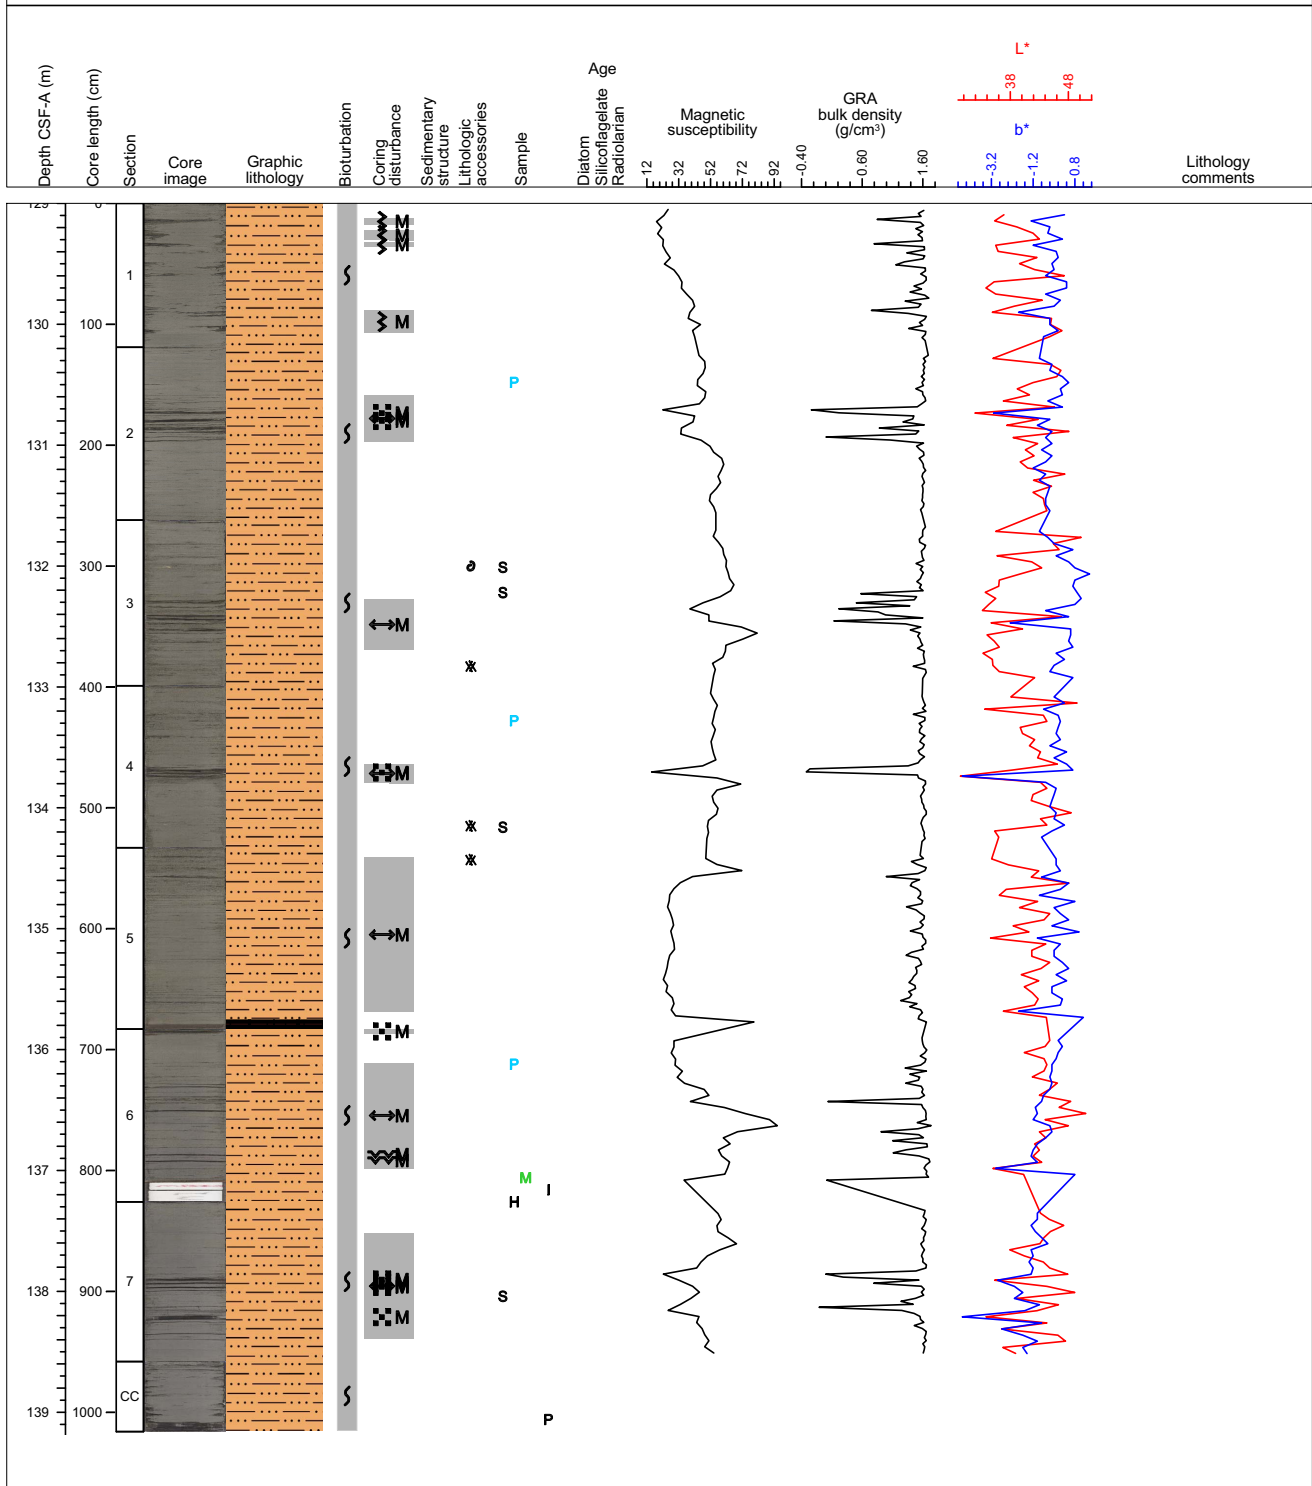 Depth CSF-A (m)
Core length (cm)
Section
Core image
Graphic lithology
Bioturbation
Coring disturbance
Sedimentary structure
Lithologic accessories
Sample
Age
Diatom
Silicoflagelate
Radiolarian
Magnetic susceptibility
12 32 52 72 92
GRA bulk density (g/cm³)
-0.40 0.60 1.60
L*
38 48
b*
-3.2 -1.2 0.8
Lithology comments
129 0
M
M
M
1
130 100 M
P
M
2 M
131 200
132 300 S
S
3
M
133 400
P
4 M
134 500
S
135 600
5 M
M
136 700
P
6 M
M
137 800
M
I
H
7 M
M
138 900
S
M
CC
139 1000
P